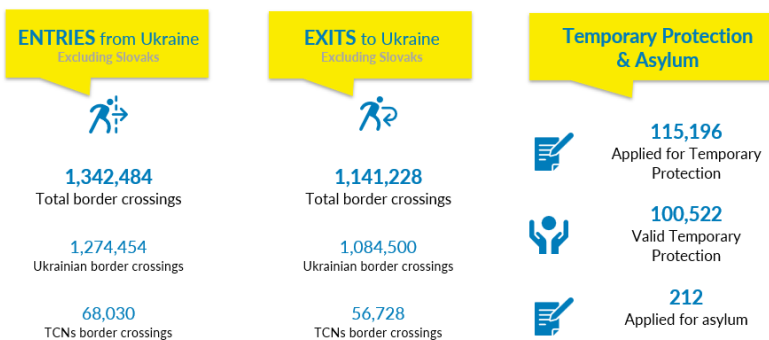 ENTRIES from Ukraine
Excluding Slovaks
1,342,484
Total border crossings
1,274,454
Ukrainian border crossings
68,030
TCNs border crossings
EXITS to Ukraine
Excluding Slovaks
1,141,228
Total border crossings
1,084,500
Ukrainian border crossings
56,728
TCNs border crossings
Temporary Protection
& Asylum
115,196
Applied for Temporary
Protection
100,522
Valid Temporary
Protection
212
Applied for asylum